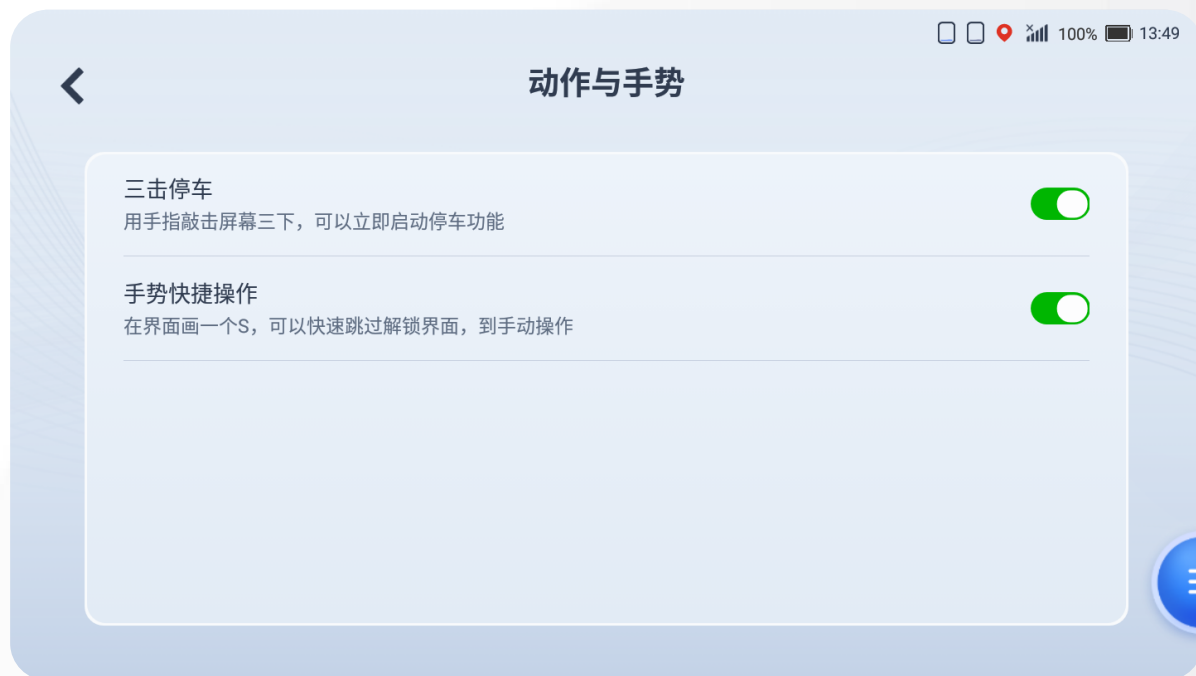 100% 13:49
动作与手势
三击停车
用手指敲击屏幕三下，可以立即启动停车功能
手势快捷操作
在界面画一个S，可以快速跳过解锁界面，到手动操作